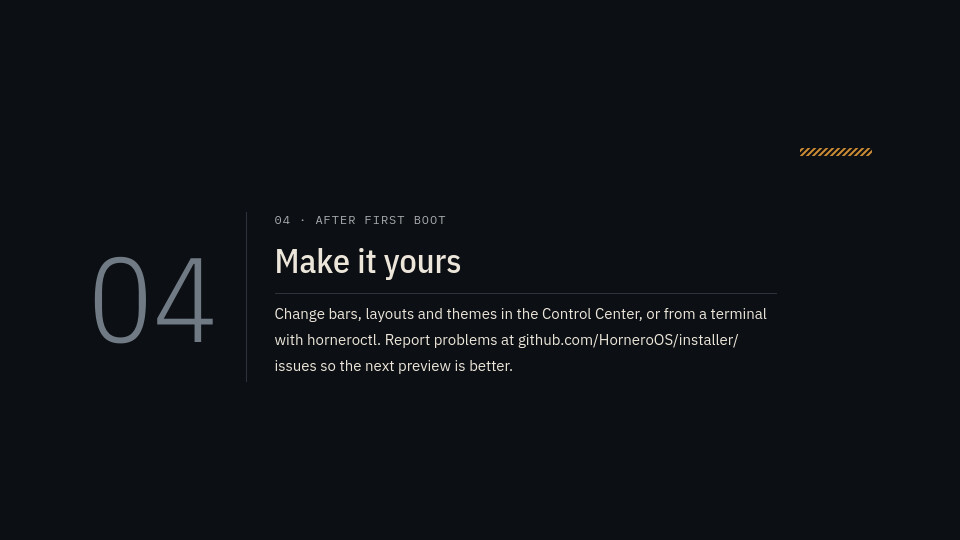 04
04 · AFTER FIRST BOOT
Make it yours
Change bars, layouts and themes in the Control Center, or from a terminal
with horneroctl. Report problems at github.com/HorneroOS/installer/
issues so the next preview is better.